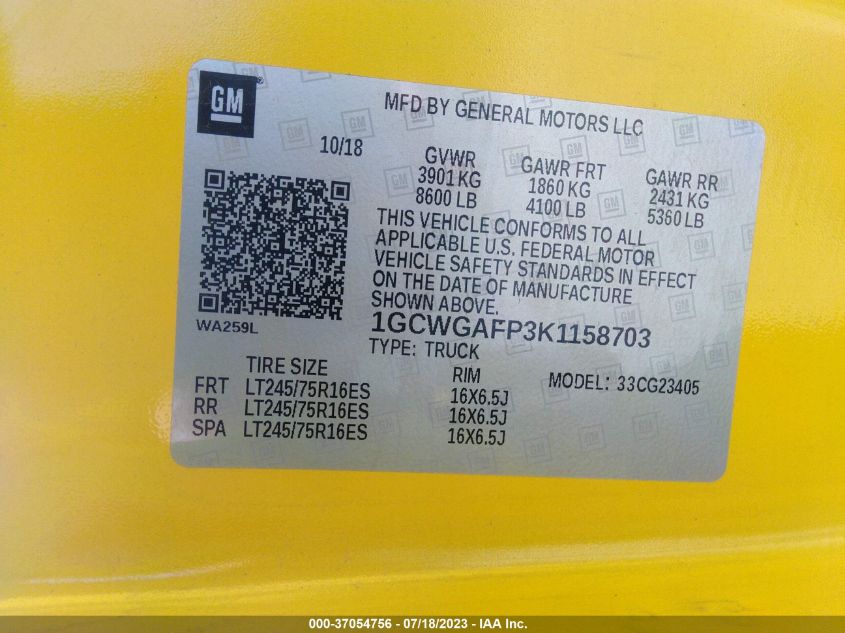 GM
MFD BY GENERAL MOTORS LLC
10/18
GVWR
3901 KG
8600 LB
GAWR FRT
1860 KG
4100 LB
GAWR RR
2431 KG
5360 LB
THIS VEHICLE CONFORMS TO ALL
APPLICABLE U.S. FEDERAL MOTOR
VEHICLE SAFETY STANDARDS IN EFFECT
ON THE DATE OF MANUFACTURE
SHOWN ABOVE.
WA259L
1GCWGAFP3K1158703
TYPE: TRUCK
TIRE SIZE RIM MODEL: 33CG23405
FRT LT245/75R16ES 16X6.5J
RR LT245/75R16ES 16X6.5J
SPA LT245/75R16ES 16X6.5J
000-37054756 - 07/18/2023 - © IAA, Inc.